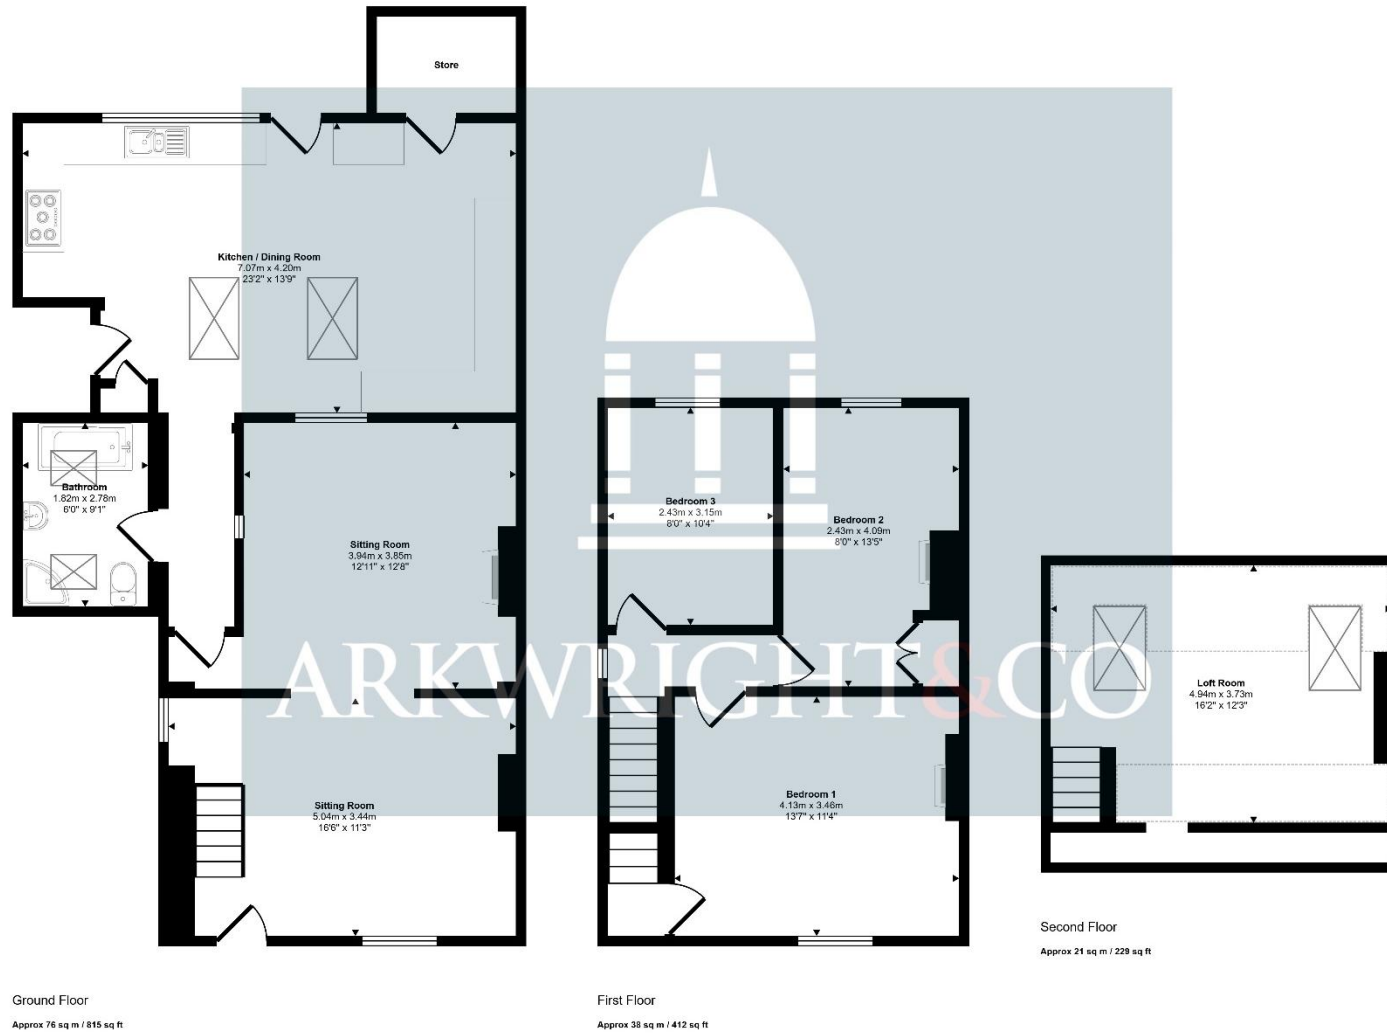 Store
Kitchen / Dining Room
7.07m x 4.20m
23'2" x 13'9"
Bathroom
1.82m x 2.78m
6'0" x 9'1"
Sitting Room
3.94m x 3.85m
12'11" x 12'8"
Sitting Room
5.04m x 3.44m
16'6" x 11'3"
Ground Floor
Approx 76 sq m / 815 sq ft
Bedroom 3
2.43m x 3.15m
8'0" x 10'4"
Bedroom 2
2.43m x 4.09m
8'0" x 13'5"
Bedroom 1
4.13m x 3.46m
13'7" x 11'4"
First Floor
Approx 38 sq m / 412 sq ft
Loft Room
4.94m x 3.73m
16'2" x 12'3"
Second Floor
Approx 21 sq m / 229 sq ft
ARKWRIGHT&CO